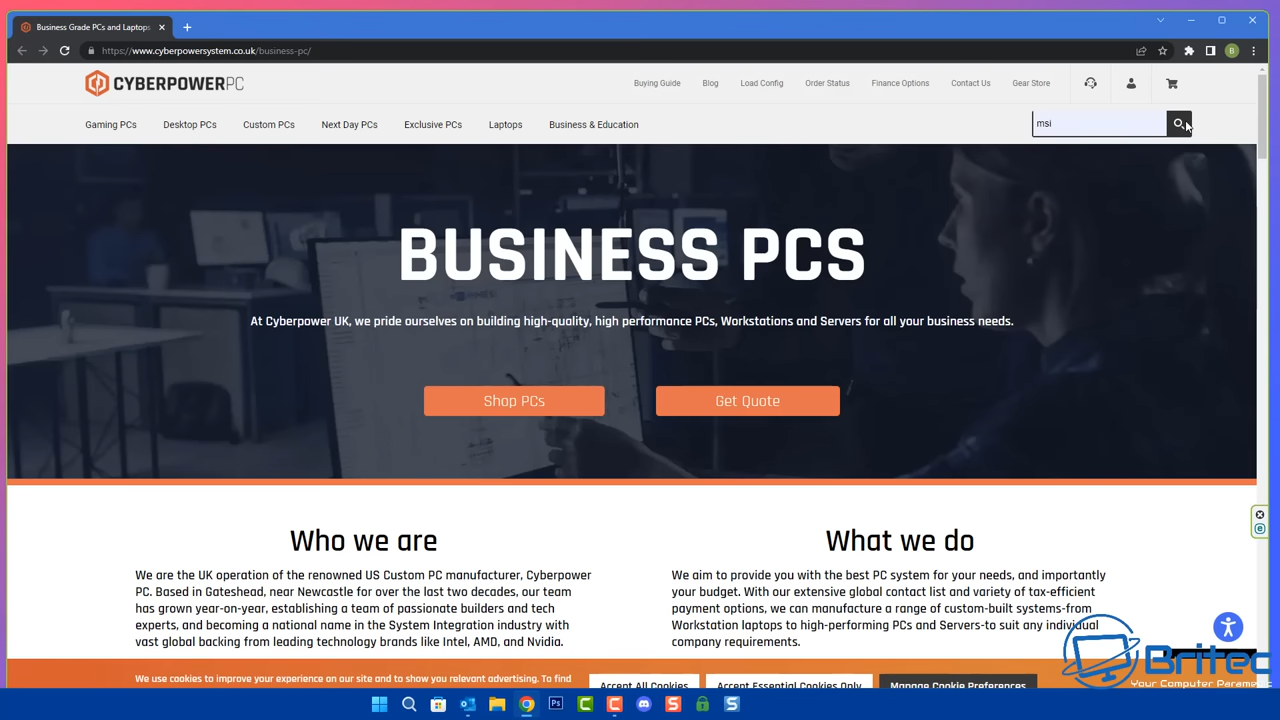 Business Grade PCs and Laptops
https://www.cyberpowersystem.co.uk/business-pc/
B
CYBERPOWERPC
Buying Guide Blog Load Config Order Status Finance Options Contact Us Gear Store
Gaming PCs Desktop PCs Custom PCs Next Day PCs Exclusive PCs Laptops Business & Education
msi
BUSINESS PCS
At Cyberpower UK, we pride ourselves on building high-quality, high performance PCs, Workstations and Servers for all your business needs.
Shop PCs Get Quote
Who we are
We are the UK operation of the renowned US Custom PC manufacturer, Cyberpower
PC. Based in Gateshead, near Newcastle for over the last two decades, our team
has grown year-on-year, establishing a team of passionate builders and tech
experts, and becoming a national name in the System Integration industry with
vast global backing from leading technology brands like Intel, AMD, and Nvidia.
What we do
We aim to provide you with the best PC system for your needs, and importantly
your budget. With our extensive global contact list and variety of tax-efficient
payment options, we can manufacture a range of custom-built systems-from
Workstation laptops to high-performing PCs and Servers-to suit any individual
company requirements.
We use cookies to improve your experience on our site and to show you relevant advertising. To find
Accept All Cookies Accept Essential Cookies Only Manage Cookie Preferences
Britec
Your Computer
Ps